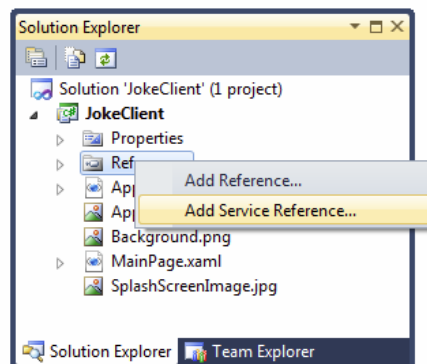 Solution Explorer
Solution 'JokeClient' (1 project)
JokeClient
Properties
Ref
Add Reference...
App
Add Service Reference...
App
Background.png
MainPage.xaml
SplashScreenImage.jpg
Solution Explorer Team Explorer